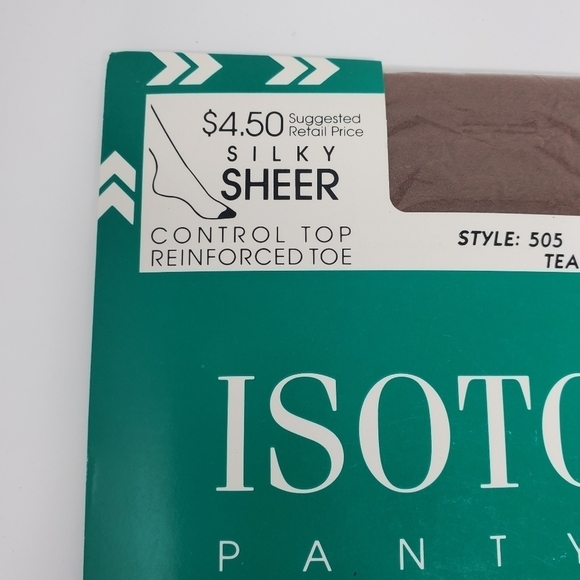 $4.50 Suggested Retail Price
SILKY
SHEER
CONTROL TOP
REINFORCED TOE
STYLE: 505
TEA
ISOTO
PANTY